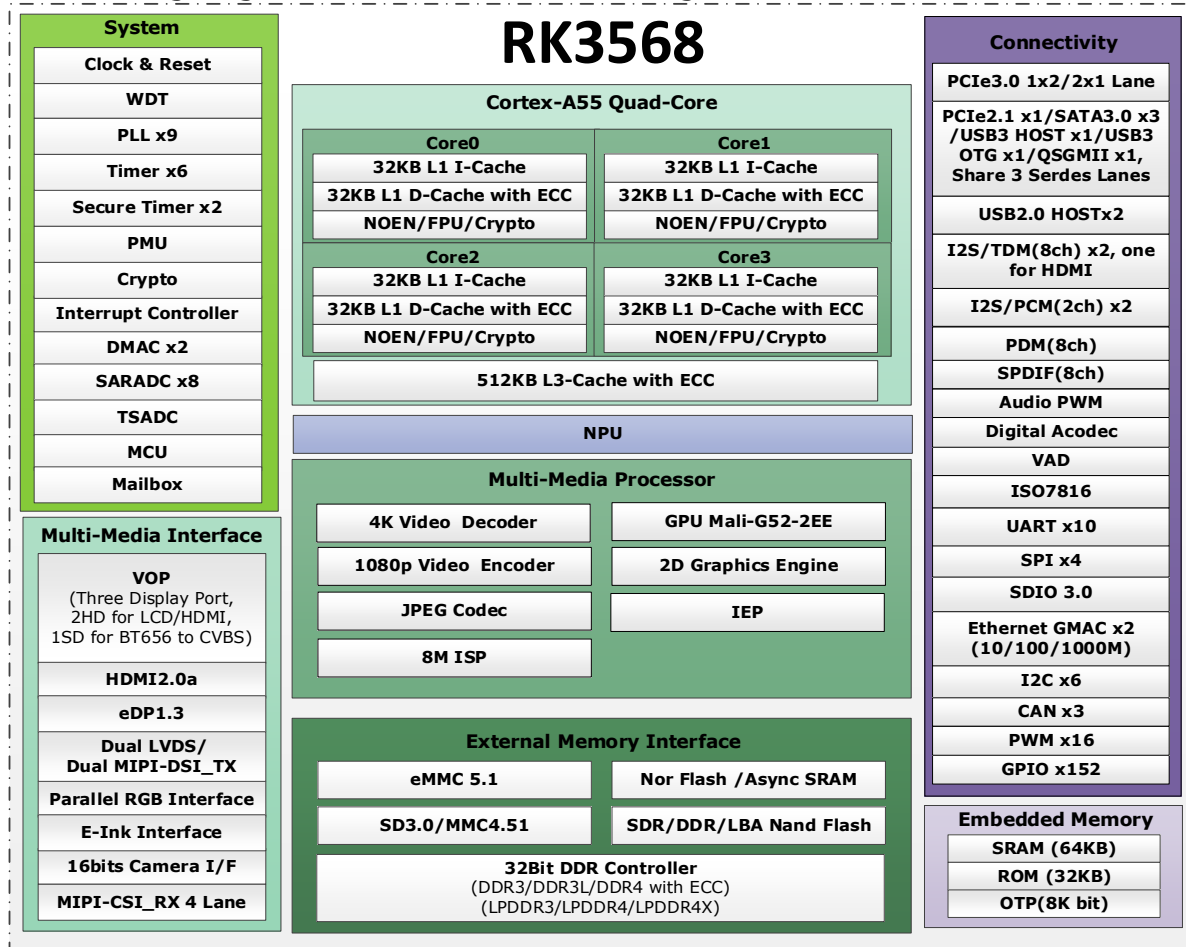 RK3568
System
Clock & Reset
WDT
PLL x9
Timer x6
Secure Timer x2
PMU
Crypto
Interrupt Controller
DMAC x2
SARADC x8
TSADC
MCU
Mailbox
Multi-Media Interface
VOP
(Three Display Port,
2HD for LCD/HDMI,
1SD for BT656 to CVBS)
HDMI2.0a
eDP1.3
Dual LVDS/
Dual MIPI-DSI_TX
Parallel RGB Interface
E-Ink Interface
16bits Camera I/F
MIPI-CSI_RX 4 Lane
Cortex-A55 Quad-Core
Core0
32KB L1 I-Cache
32KB L1 D-Cache with ECC
NOEN/FPU/Crypto
Core1
32KB L1 I-Cache
32KB L1 D-Cache with ECC
NOEN/FPU/Crypto
Core2
32KB L1 I-Cache
32KB L1 D-Cache with ECC
NOEN/FPU/Crypto
Core3
32KB L1 I-Cache
32KB L1 D-Cache with ECC
NOEN/FPU/Crypto
512KB L3-Cache with ECC
NPU
Multi-Media Processor
4K Video Decoder
1080p Video Encoder
JPEG Codec
8M ISP
GPU Mali-G52-2EE
2D Graphics Engine
IEP
External Memory Interface
eMMC 5.1
Nor Flash /Async SRAM
SD3.0/MMC4.51
SDR/DDR/LBA Nand Flash
32Bit DDR Controller
(DDR3/DDR3L/DDR4 with ECC)
(LPDDR3/LPDDR4/LPDDR4X)
Connectivity
PCIe3.0 1x2/2x1 Lane
PCIe2.1 x1/SATA3.0 x3
/USB3 HOST x1/USB3
OTG x1/QSGMII x1,
Share 3 Serdes Lanes
USB2.0 HOSTx2
I2S/TDM(8ch) x2, one
for HDMI
I2S/PCM(2ch) x2
PDM(8ch)
SPDIF(8ch)
Audio PWM
Digital Acodec
VAD
ISO7816
UART x10
SPI x4
SDIO 3.0
Ethernet GMAC x2
(10/100/1000M)
I2C x6
CAN x3
PWM x16
GPIO x152
Embedded Memory
SRAM (64KB)
ROM (32KB)
OTP(8K bit)